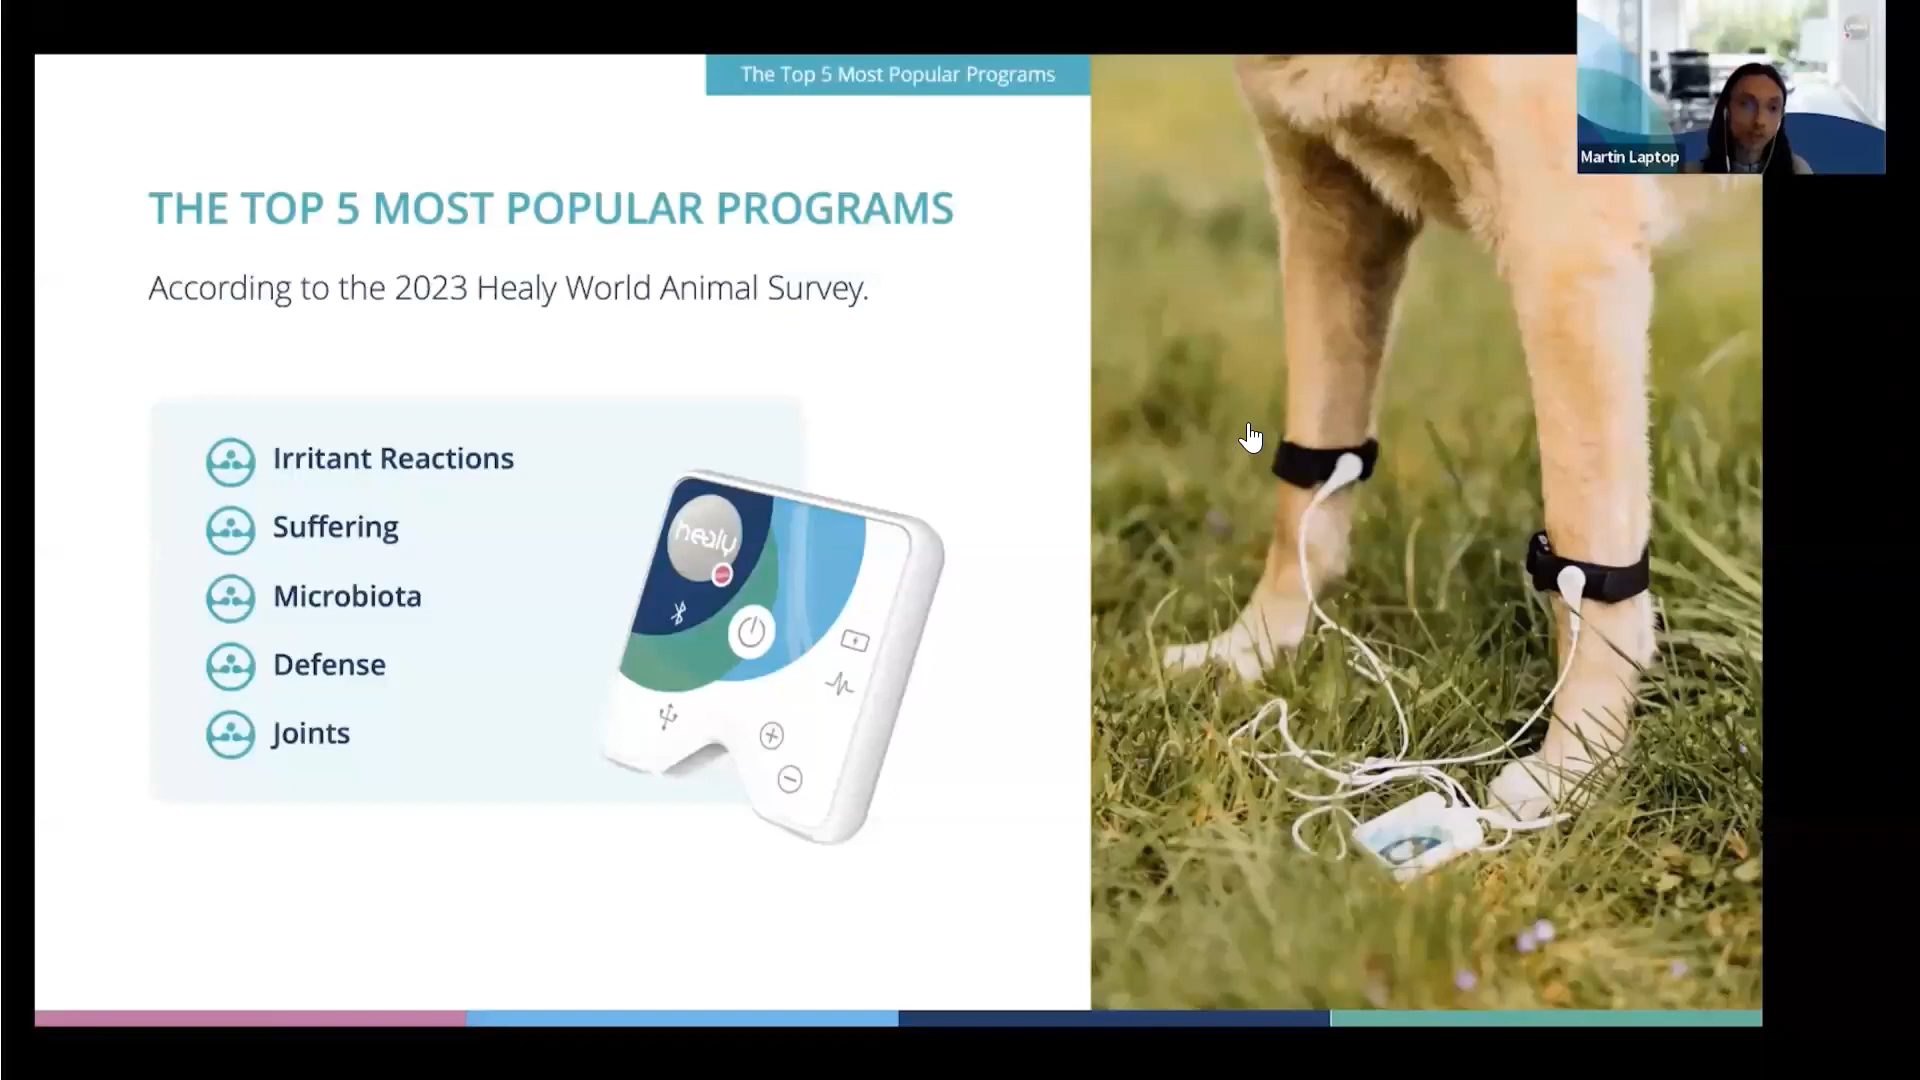 The Top 5 Most Popular Programs
Martin Laptop
THE TOP 5 MOST POPULAR PROGRAMS
According to the 2023 Healy World Animal Survey.
Irritant Reactions
Suffering
Microbiota
Defense
Joints
healy